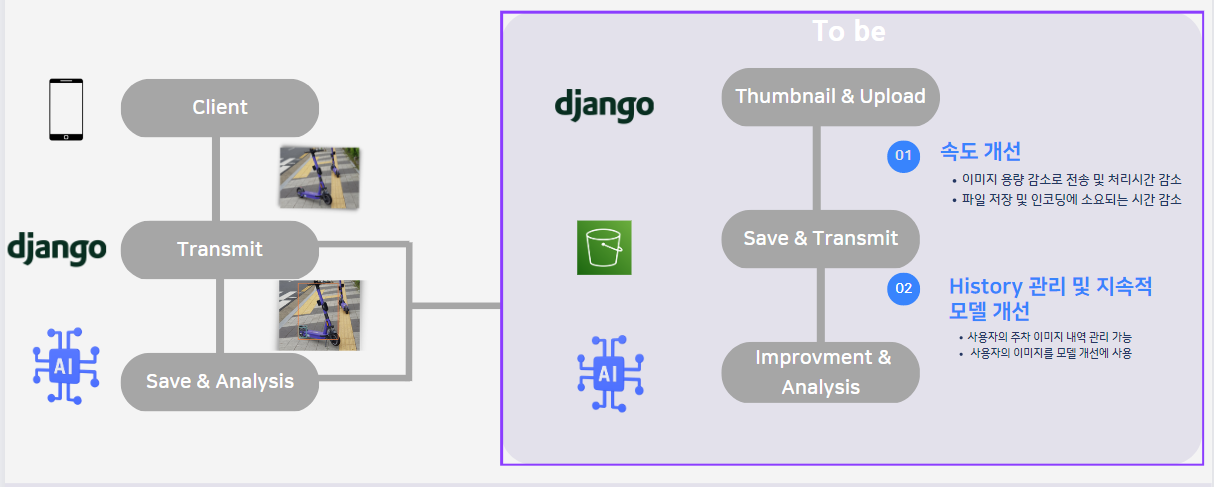 Client
django
Transmit
AI
Save & Analysis
To be
django
Thumbnail & Upload
01 속도 개선
• 이미지 용량 감소로 전송 및 처리시간 감소
• 파일 저장 및 인코딩에 소요되는 시간 감소
Save & Transmit
02 History 관리 및 지속적
모델 개선
• 사용자의 주차 이미지 내역 관리 가능
• 사용자의 이미지를 모델 개선에 사용
AI
Improvment &
Analysis